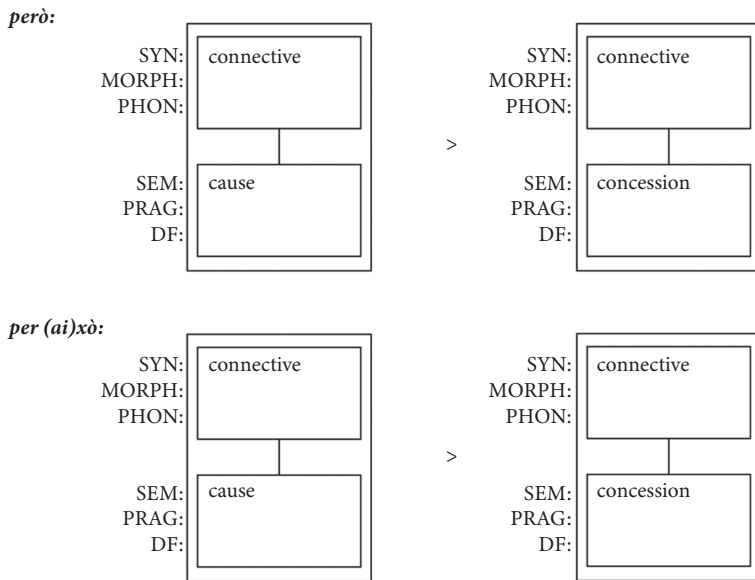 però:
SYN: connective SYN: connective
MORPH: MORPH:
PHON: PHON:
>
SEM: cause SEM: concession
PRAG: PRAG:
DF: DF:
per (ai)xò:
SYN: connective SYN: connective
MORPH: MORPH:
PHON: PHON:
>
SEM: cause SEM: concession
PRAG: PRAG:
DF: DF: